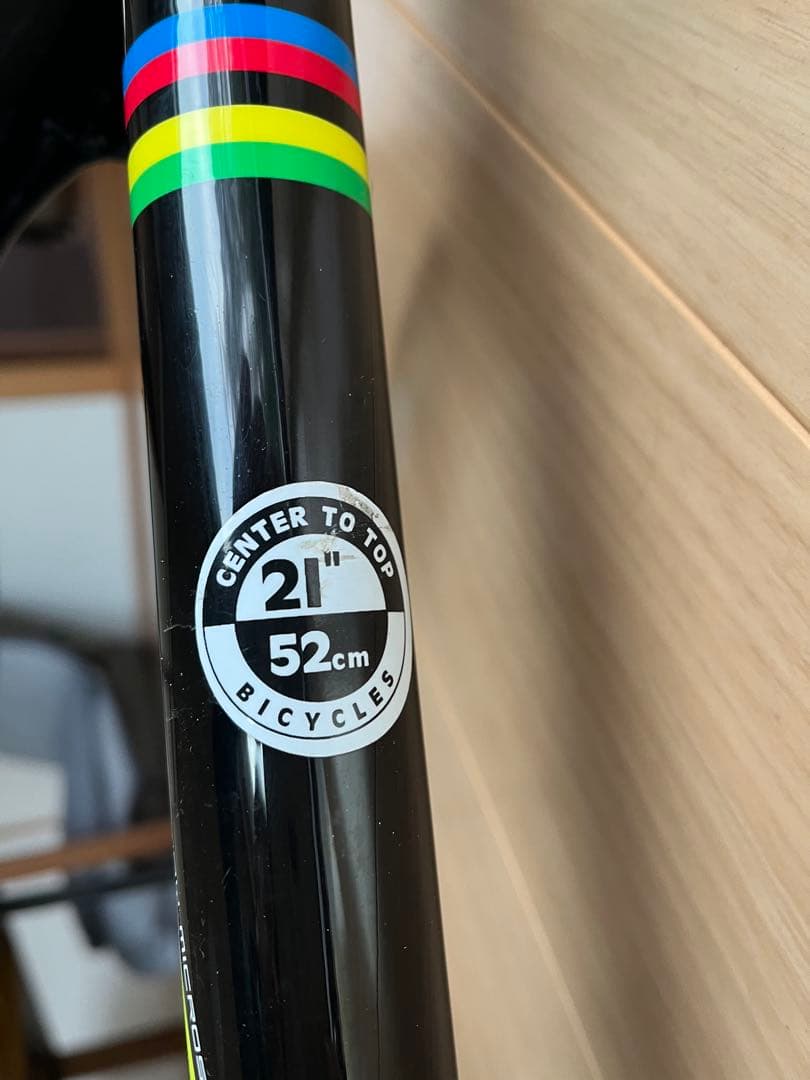 CENTER TO TOP
21"
52cm
BICYCLES